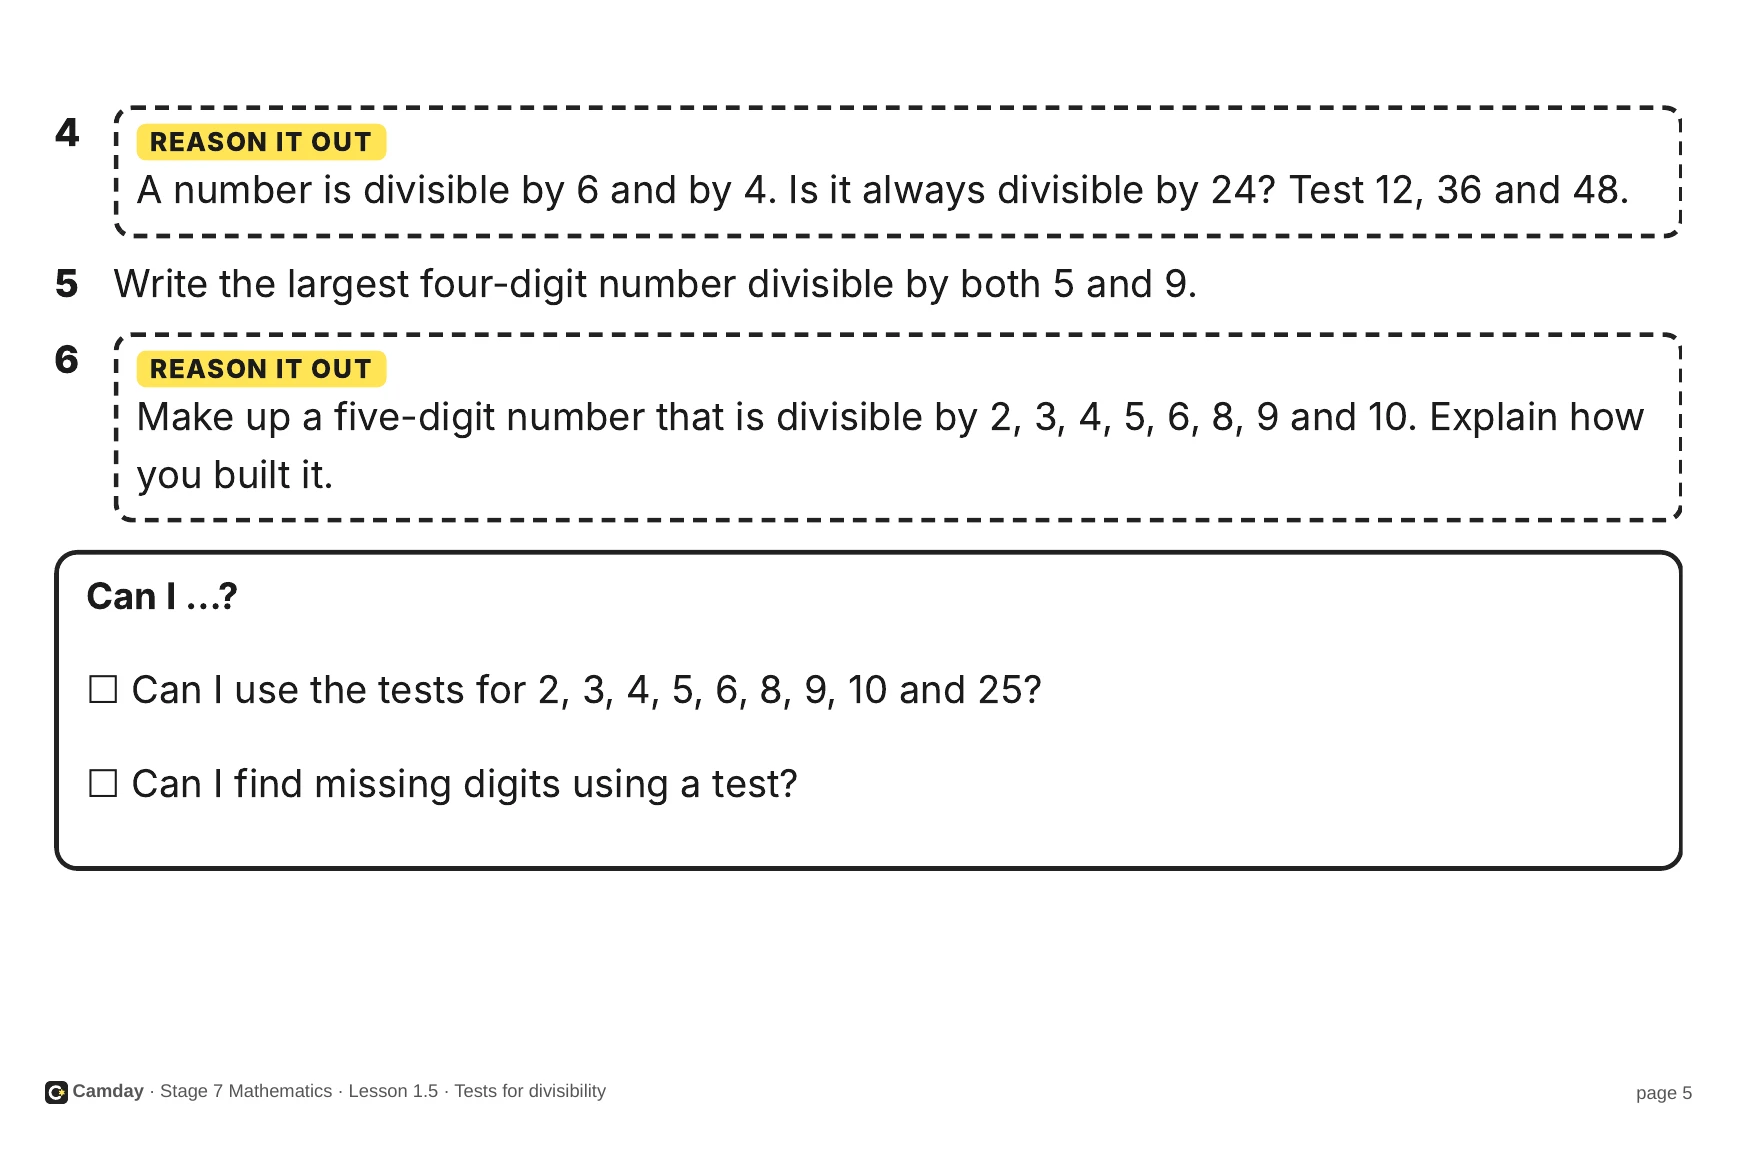 4
REASON IT OUT
A number is divisible by 6 and by 4. Is it always divisible by 24? Test 12, 36 and 48.
5 Write the largest four-digit number divisible by both 5 and 9.
6
REASON IT OUT
Make up a five-digit number that is divisible by 2, 3, 4, 5, 6, 8, 9 and 10. Explain how
you built it.
Can I …?
☐ Can I use the tests for 2, 3, 4, 5, 6, 8, 9, 10 and 25?
☐ Can I find missing digits using a test?
Camday · Stage 7 Mathematics · Lesson 1.5 · Tests for divisibility
page 5